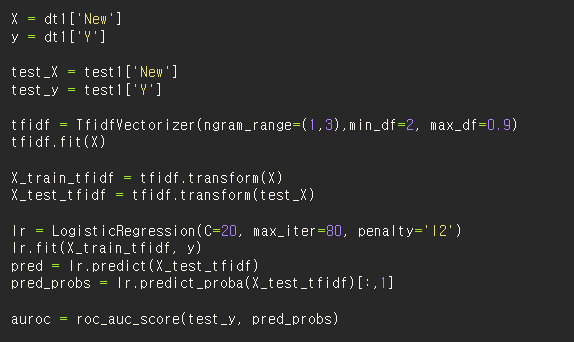 X = dt1['New']
y = dt1['Y']
test_X = test1['New']
test_y = test1['Y']
tfidf = TfidfVectorizer(ngram_range=(1,3),min_df=2, max_df=0.9)
tfidf.fit(X)
X_train_tfidf = tfidf.transform(X)
X_test_tfidf = tfidf.transform(test_X)
lr = LogisticRegression(C=20, max_iter=80, penalty='l2')
lr.fit(X_train_tfidf, y)
pred = lr.predict(X_test_tfidf)
pred_probs = lr.predict_proba(X_test_tfidf)[:,1]
auroc = roc_auc_score(test_y, pred_probs)